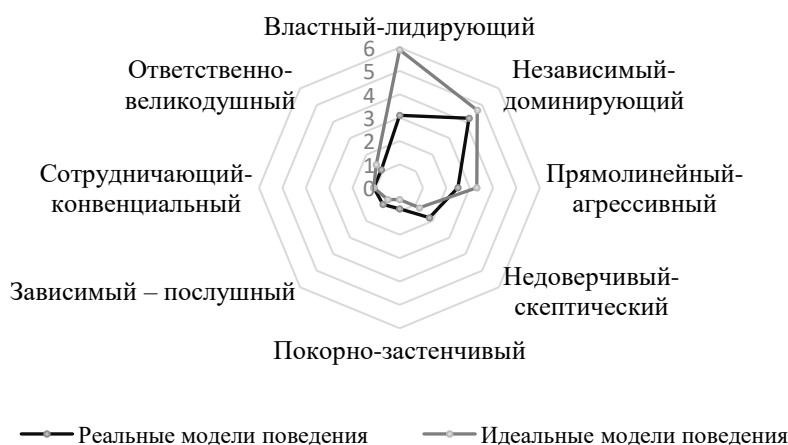 Властный-лидирующий
6
5
4
3
2
1
0
Независимый-
доминирующий
Прямолинейный-
агрессивный
Недоверчивый-
скептический
Покорно-застенчивый
Зависимый – послушный
Сотрудничающий-
конвенциальный
Ответственно-
великодушный
Реальные модели поведения
Идеальные модели поведения